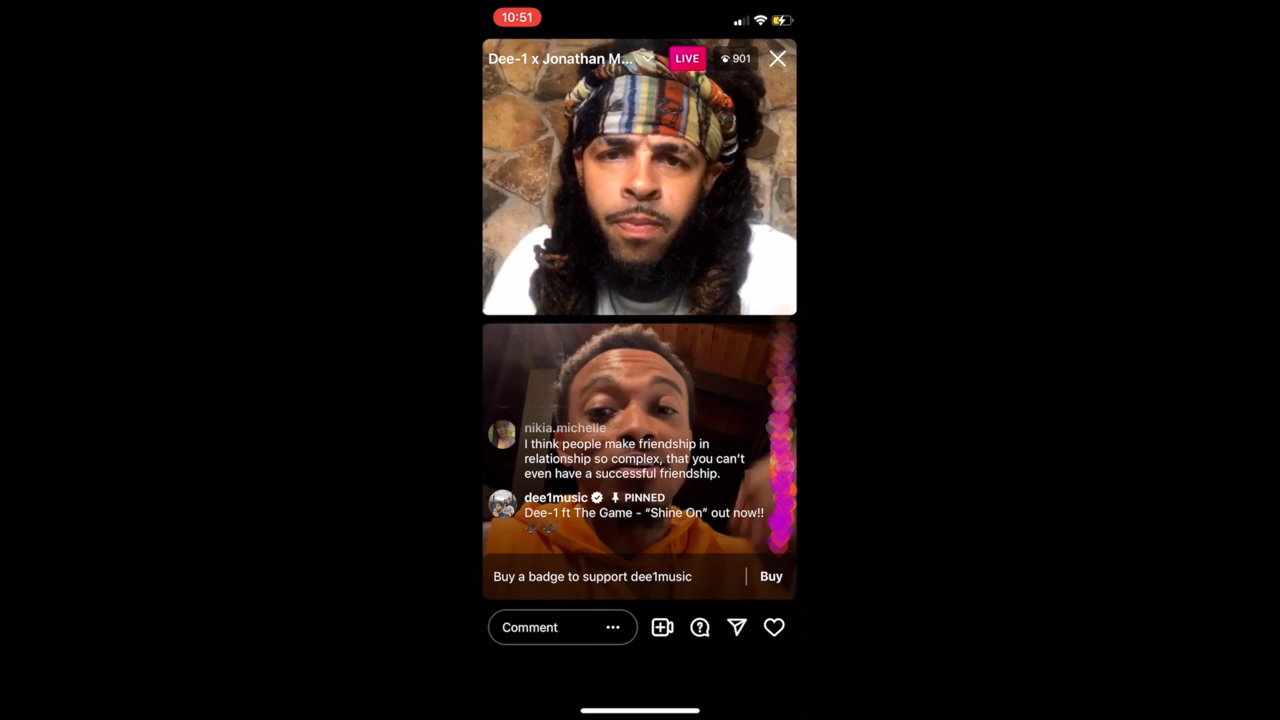 10:51
Dee-1 x Jonathan M...
LIVE
901
nikia.michelle
I think people make friendship in
relationship so complex, that you can't
even have a successful friendship.
dee1music PINNED
Dee-1 ft The Game - “Shine On” out now!!
Buy a badge to support dee1music
Buy
Comment